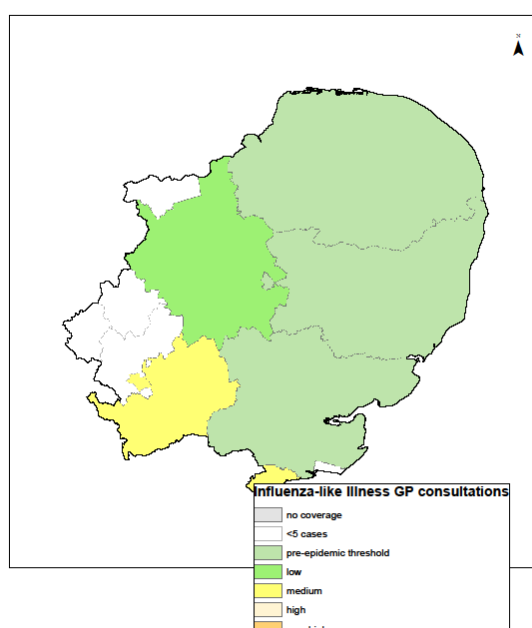 N
Influenza-like Illness GP consultations
no coverage
<5 cases
pre-epidemic threshold
low
medium
high